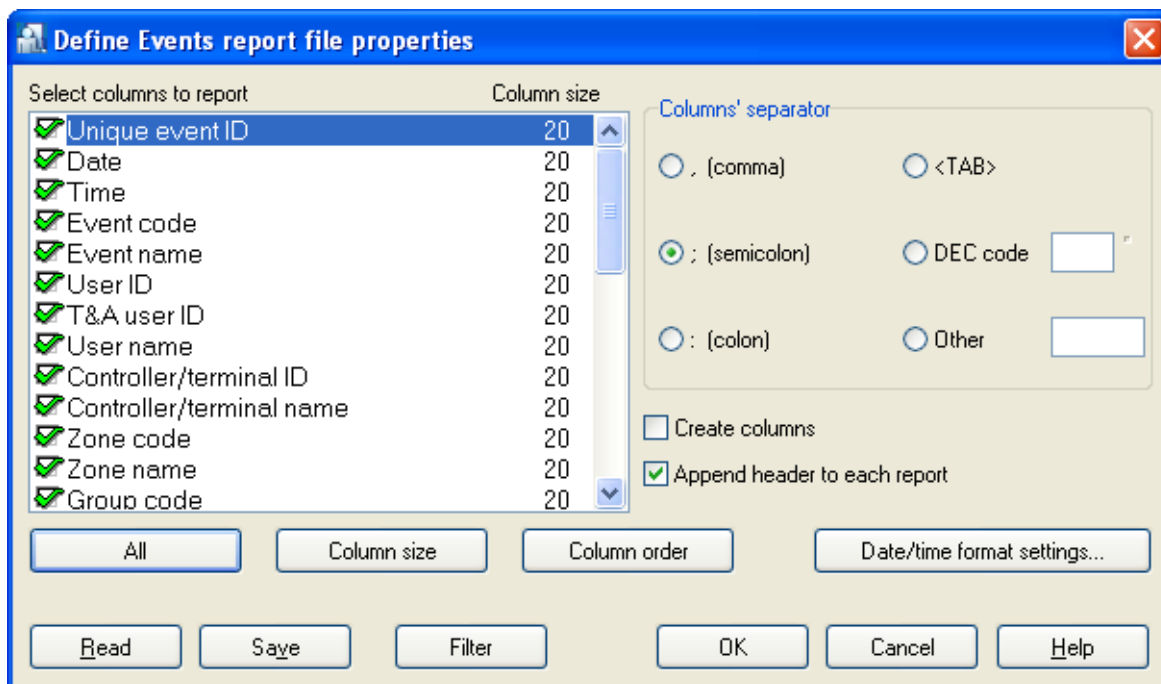 Define Events report file properties
Select columns to report Column size
Unique event ID 20
Date 20
Time 20
Event code 20
Event name 20
User ID 20
T&A user ID 20
User name 20
Controller/terminal ID 20
Controller/terminal name 20
Zone code 20
Zone name 20
Group code 20
Columns' separator
, (comma) <TAB>
; (semicolon) DEC code
: (colon) Other
Create columns
Append header to each report
All Column size Column order Date/time format settings...
Read Save Filter OK Cancel Help